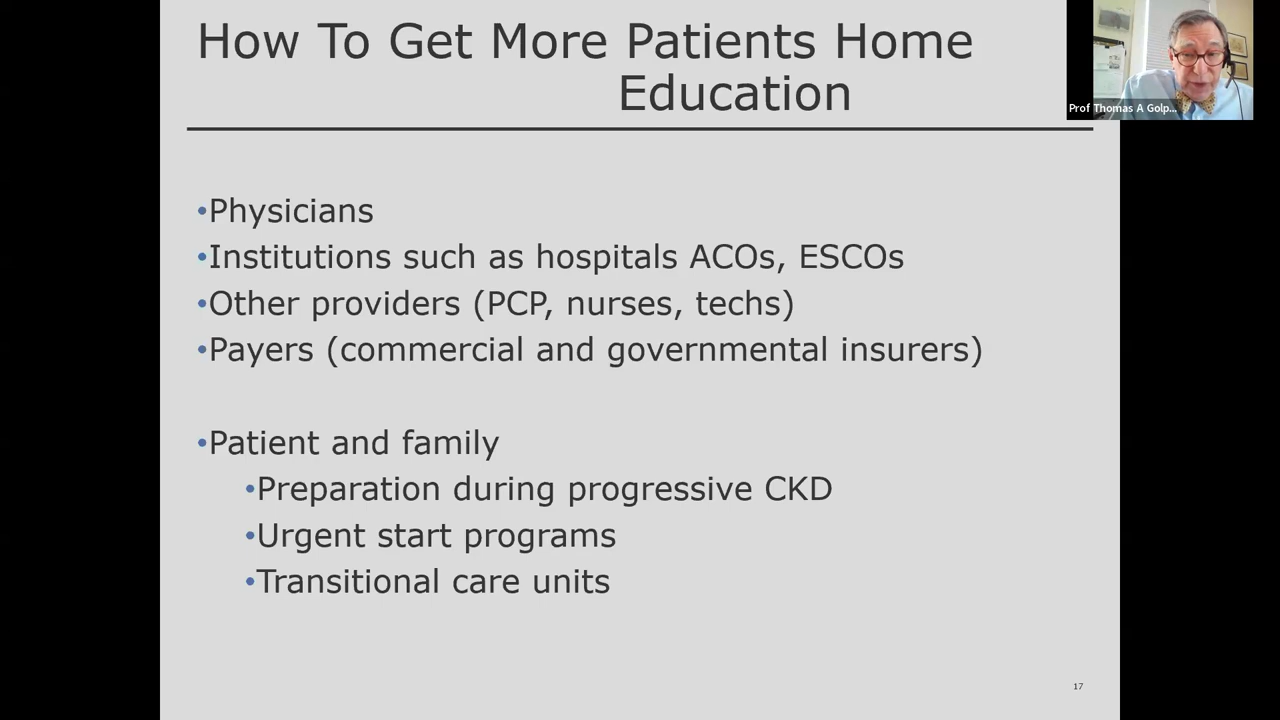 How To Get More Patients Home
Education
Prof Thomas A Golp...
•Physicians
•Institutions such as hospitals ACOs, ESCOs
•Other providers (PCP, nurses, techs)
•Payers (commercial and governmental insurers)
•Patient and family
•Preparation during progressive CKD
•Urgent start programs
•Transitional care units
17